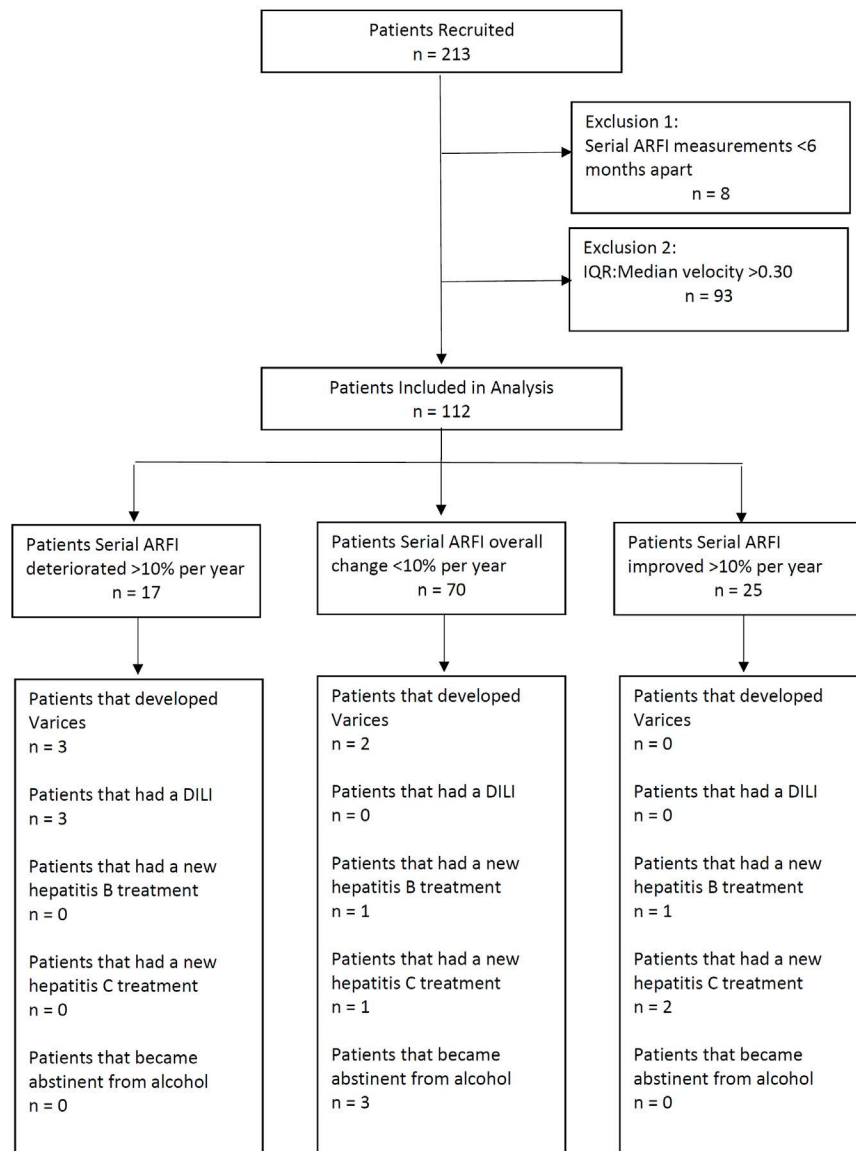 Patients Recruited
n = 213
Exclusion 1:
Serial ARFI measurements <6
months apart
n = 8
Exclusion 2:
IQR:Median velocity >0.30
n = 93
Patients Included in Analysis
n = 112
Patients Serial ARFI
deteriorated >10% per year
n = 17
Patients Serial ARFI overall
change <10% per year
n = 70
Patients Serial ARFI
improved >10% per year
n = 25
Patients that developed
Varices
n = 3
Patients that had a DILI
n = 3
Patients that had a new
hepatitis B treatment
n = 0
Patients that had a new
hepatitis C treatment
n = 0
Patients that became
abstinent from alcohol
n = 0
Patients that developed
Varices
n = 2
Patients that had a DILI
n = 0
Patients that had a new
hepatitis B treatment
n = 1
Patients that had a new
hepatitis C treatment
n = 1
Patients that became
abstinent from alcohol
n = 3
Patients that developed
Varices
n = 0
Patients that had a DILI
n = 0
Patients that had a new
hepatitis B treatment
n = 1
Patients that had a new
hepatitis C treatment
n = 2
Patients that became
abstinent from alcohol
n = 0